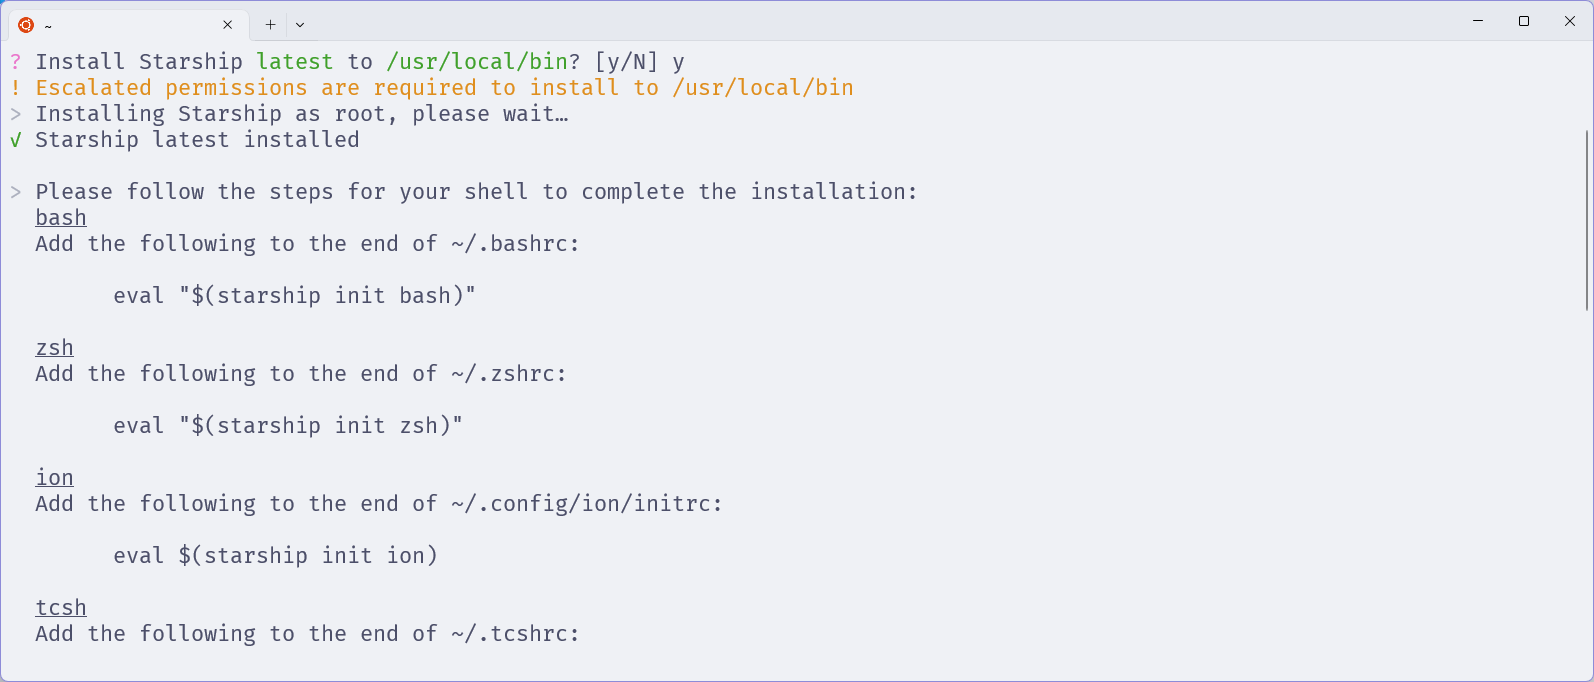 ~
? Install Starship latest to /usr/local/bin? [y/N] y
! Escalated permissions are required to install to /usr/local/bin
> Installing Starship as root, please wait…
√ Starship latest installed
> Please follow the steps for your shell to complete the installation:
bash
Add the following to the end of ~/.bashrc:
eval "$(starship init bash)"
zsh
Add the following to the end of ~/.zshrc:
eval "$(starship init zsh)"
ion
Add the following to the end of ~/.config/ion/initrc:
eval $(starship init ion)
tcsh
Add the following to the end of ~/.tcshrc: